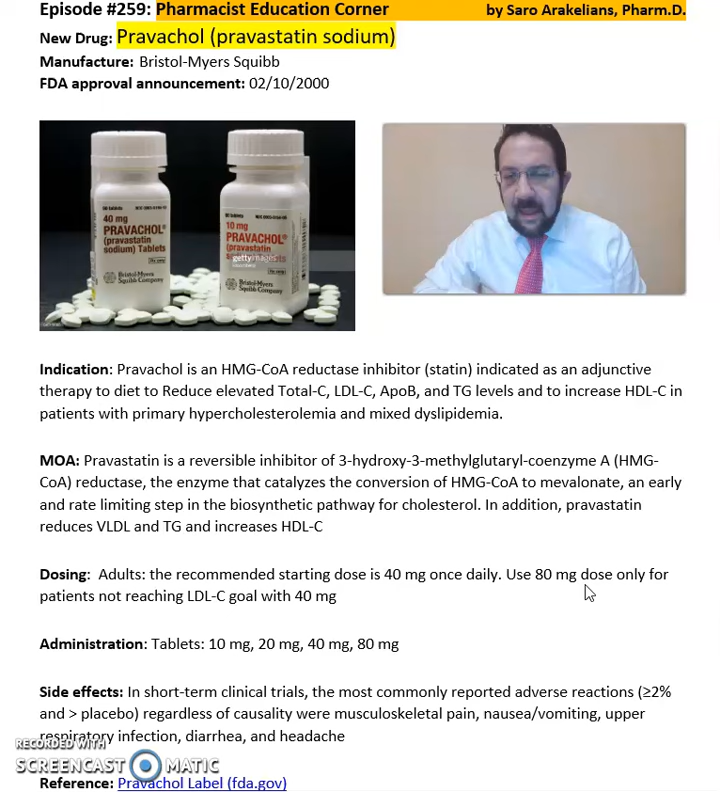 Episode #259: Pharmacist Education Corner by Saro Arakelians, Pharm.D.
New Drug: Pravachol (pravastatin sodium)
Manufacture: Bristol-Myers Squibb
FDA approval announcement: 02/10/2000
40 mg
PRAVACHOL®
(pravastatin
sodium) Tablets
Bristol-Myers
Squibb Company
10 mg
PRAVACHOL®
(pravastatin
gettyimages
Bristol-Myers
Squibb Company
Indication: Pravachol is an HMG-CoA reductase inhibitor (statin) indicated as an adjunctive
therapy to diet to Reduce elevated Total-C, LDL-C, ApoB, and TG levels and to increase HDL-C in
patients with primary hypercholesterolemia and mixed dyslipidemia.
MOA: Pravastatin is a reversible inhibitor of 3-hydroxy-3-methylglutaryl-coenzyme A (HMG-
CoA) reductase, the enzyme that catalyzes the conversion of HMG-CoA to mevalonate, an early
and rate limiting step in the biosynthetic pathway for cholesterol. In addition, pravastatin
reduces VLDL and TG and increases HDL-C
Dosing: Adults: the recommended starting dose is 40 mg once daily. Use 80 mg dose only for
patients not reaching LDL-C goal with 40 mg
Administration: Tablets: 10 mg, 20 mg, 40 mg, 80 mg
Side effects: In short-term clinical trials, the most commonly reported adverse reactions (≥2%
and > placebo) regardless of causality were musculoskeletal pain, nausea/vomiting, upper
respiratory infection, diarrhea, and headache
RECORDED WITH
SCREENCAST MATIC
Reference: Pravachol Label (fda.gov)